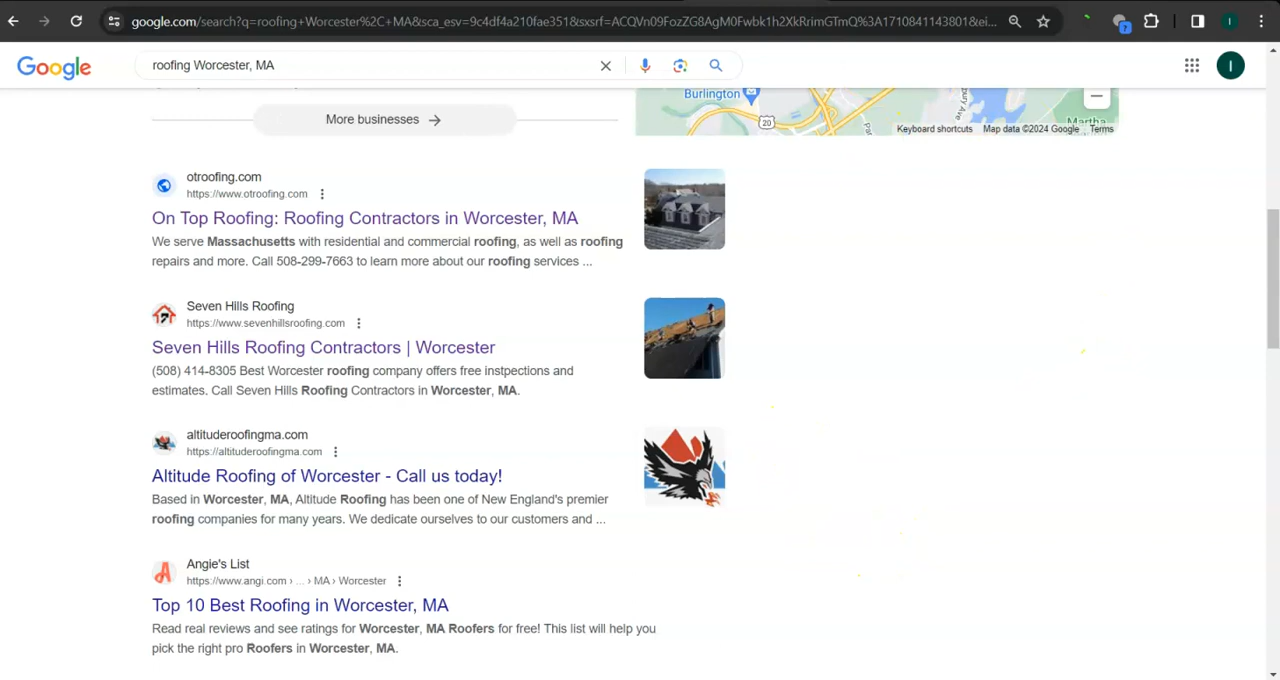 google.com/search?q=roofing+Worcester%2C+MA&sca_esv=9c4df4a210fae351&sxsrf=ACQVn09FozZG8AgM0Fwbk1h2XkRrimGTmQ%3A1710841143801&ei...
Google
roofing Worcester, MA
I
Burlington
20
Martha
Keyboard shortcuts Map data ©2024 Google Terms
More businesses →
otroofing.com
https://www.otroofing.com
On Top Roofing: Roofing Contractors in Worcester, MA
We serve Massachusetts with residential and commercial roofing, as well as roofing
repairs and more. Call 508-299-7663 to learn more about our roofing services ...
Seven Hills Roofing
https://www.sevenhillsroofing.com
Seven Hills Roofing Contractors | Worcester
(508) 414-8305 Best Worcester roofing company offers free instpections and
estimates. Call Seven Hills Roofing Contractors in Worcester, MA.
altituderoofingma.com
https://altituderoofingma.com
Altitude Roofing of Worcester - Call us today!
Based in Worcester, MA, Altitude Roofing has been one of New England's premier
roofing companies for many years. We dedicate ourselves to our customers and ...
Angie's List
https://www.angi.com › ... › MA › Worcester
Top 10 Best Roofing in Worcester, MA
Read real reviews and see ratings for Worcester, MA Roofers for free! This list will help you
pick the right pro Roofers in Worcester, MA.